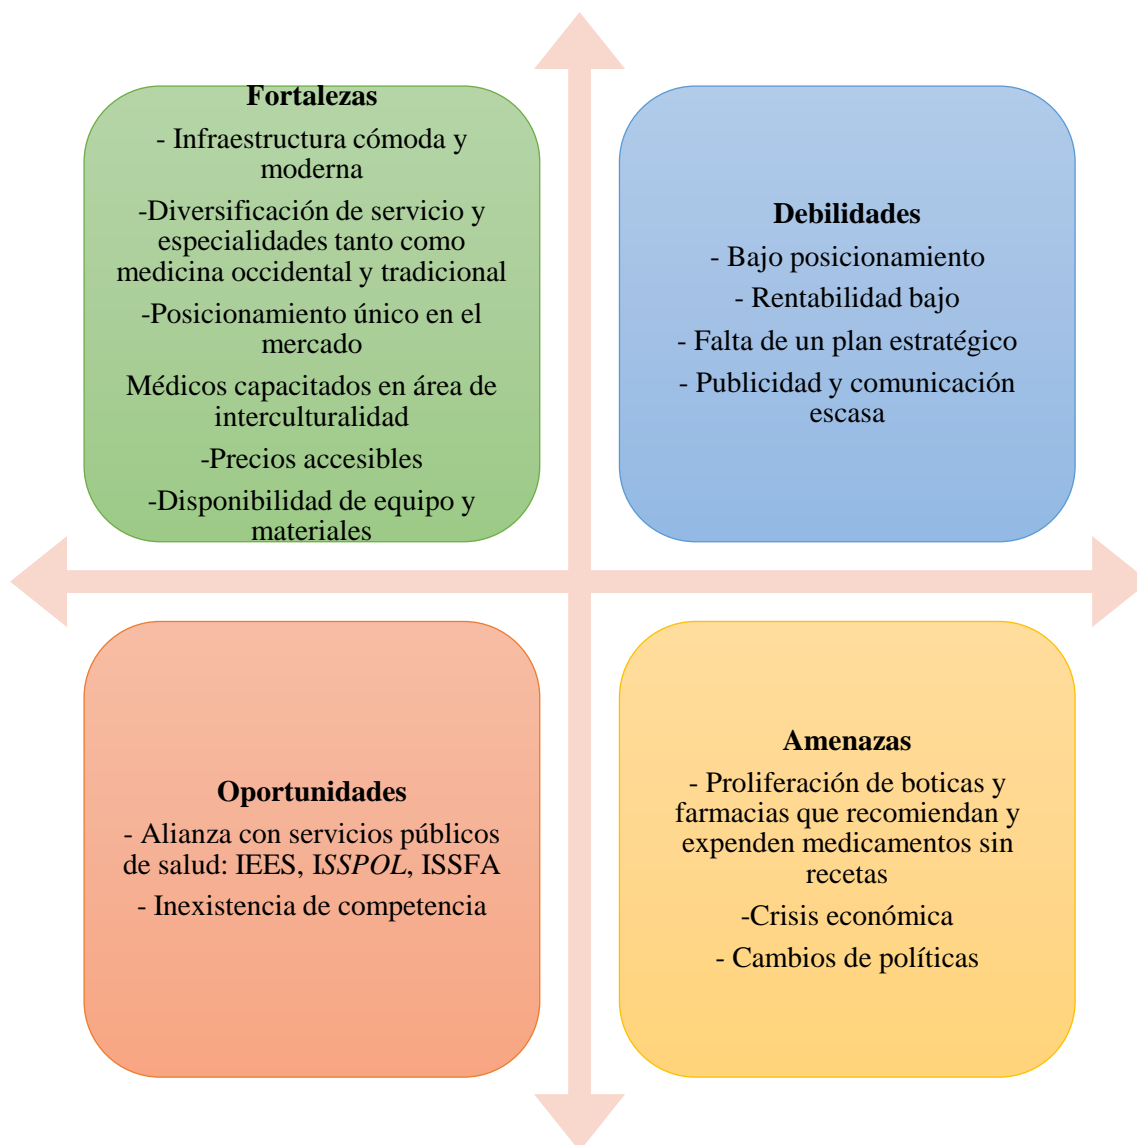 Fortalezas
- Infraestructura cómoda y
moderna
-Diversificación de servicio y
especialidades tanto como
medicina occidental y tradicional
-Posicionamiento único en el
mercado
Médicos capacitados en área de
interculturalidad
-Precios accesibles
-Disponibilidad de equipo y
materiales
Debilidades
- Bajo posicionamiento
- Rentabilidad bajo
- Falta de un plan estratégico
- Publicidad y comunicación
escasa
Oportunidades
- Alianza con servicios públicos
de salud: IEES, ISSPOL, ISSFA
- Inexistencia de competencia
Amenazas
- Proliferación de boticas y
farmacias que recomiendan y
expenden medicamentos sin
recetas
-Crisis económica
- Cambios de políticas